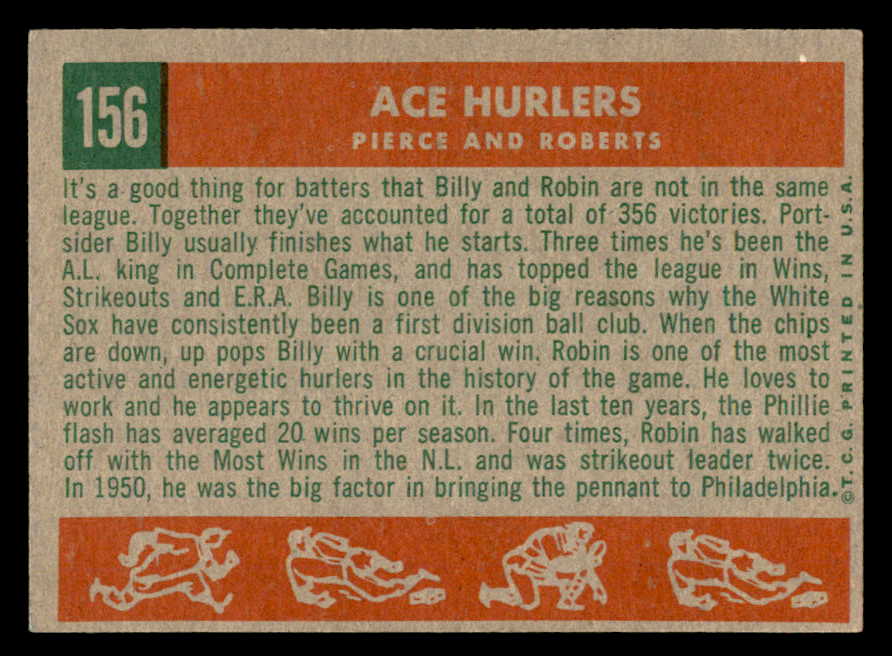 156
ACE HURLERS
PIERCE AND ROBERTS
It's a good thing for batters that Billy and Robin are not in the same
league. Together they've accounted for a total of 356 victories. Port-
sider Billy usually finishes what he starts. Three times he's been the
A.L. king in Complete Games, and has topped the league in Wins,
Strikeouts and E.R.A. Billy is one of the big reasons why the White
Sox have consistently been a first division ball club. When the chips
are down, up pops Billy with a crucial win. Robin is one of the most
active and energetic hurlers in the history of the game. He loves to
work and he appears to thrive on it. In the last ten years, the Phillie
flash has averaged 20 wins per season. Four times, Robin has walked
off with the Most Wins in the N.L. and was strikeout leader twice.
In 1950, he was the big factor in bringing the pennant to Philadelphia.
©T.C.G. PRINTED IN U.S.A.